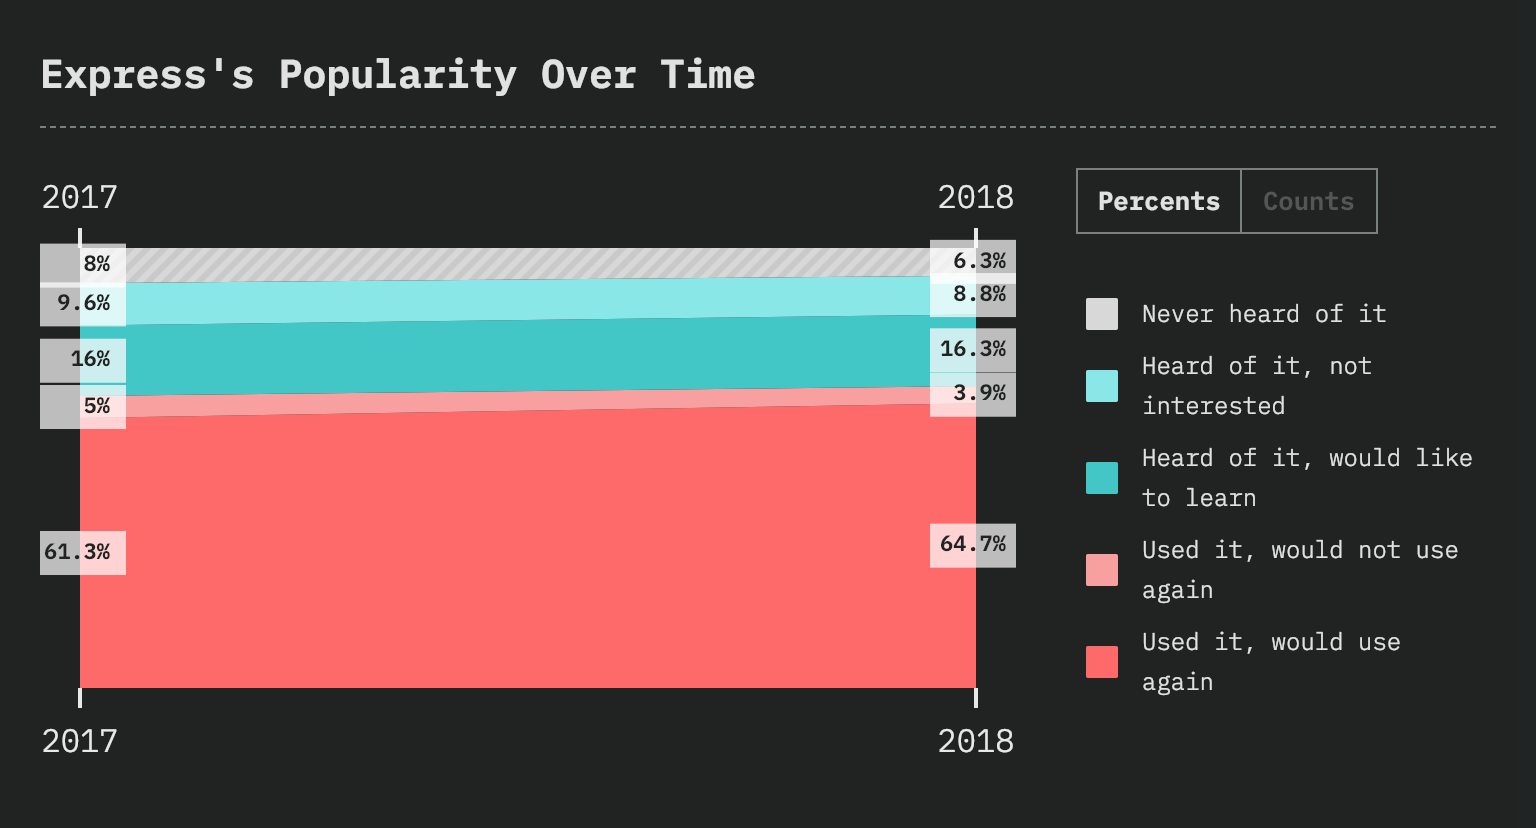 Express's Popularity Over Time
2017
2018
Percents
Counts
8%
6.3%
9.6%
8.8%
16%
16.3%
5%
3.9%
61.3%
64.7%
Never heard of it
Heard of it, not
interested
Heard of it, would like
to learn
Used it, would not use
again
Used it, would use
again
2017
2018